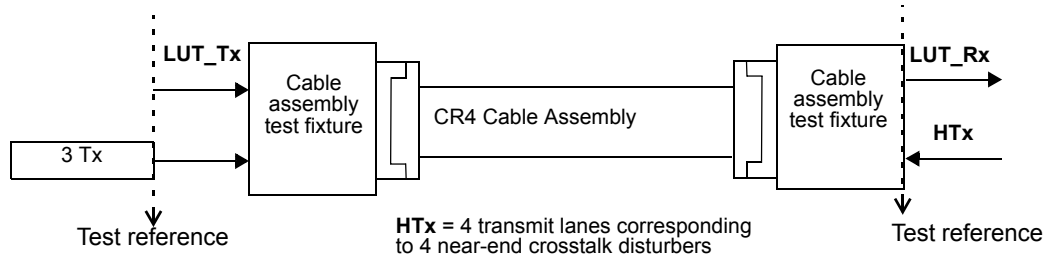 LUT_Tx
Cable
assembly
test fixture
3 Tx
Test reference
CR4 Cable Assembly
HTx = 4 transmit lanes corresponding
to 4 near-end crosstalk disturbers
Cable
assembly
test fixture
LUT_Rx
HTx
Test reference